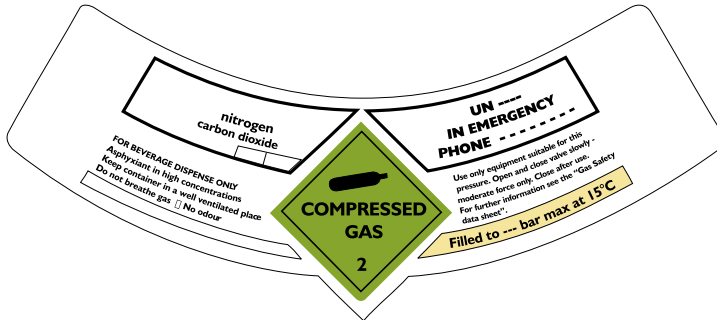 nitrogen
carbon dioxide
FOR BEVERAGE DISPENSE ONLY
Asphyxiant in high concentrations
Keep container in a well ventilated place
Do not breathe gas ▯ No odour
COMPRESSED
GAS
2
UN ----
IN EMERGENCY
PHONE - - - - - - - -
Use only equipment suitable for this
pressure. Open and close valve slowly -
moderate force only. Close after use.
For further information see the "Gas Safety
data sheet".
Filled to --- bar max at 15°C